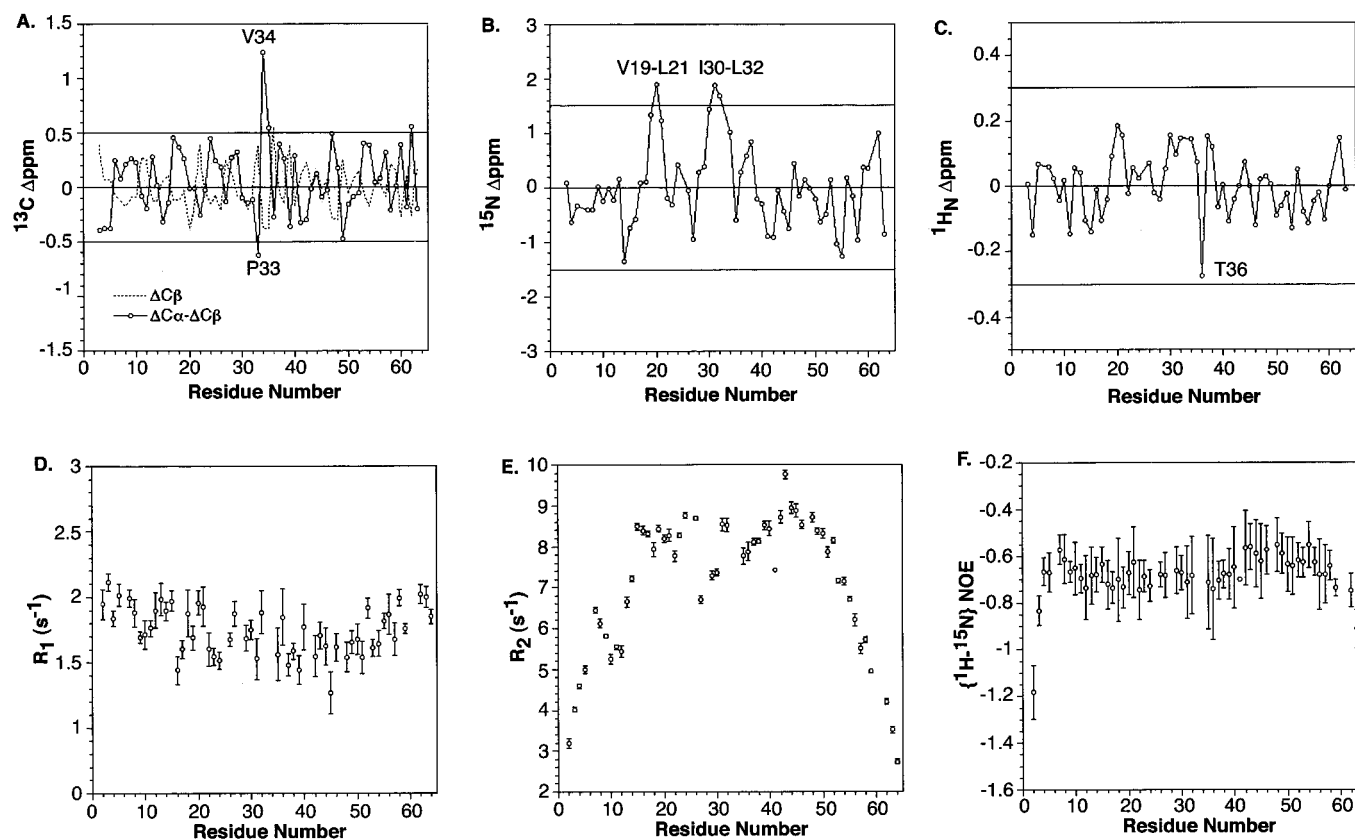 A.
1.5
1
0.5
0
-0.5
-1
-1.5
¹³C Δppm
V34
P33
ΔCβ
ΔCα-ΔCβ
0 10 20 30 40 50 60
Residue Number
B.
3
2
1
0
-1
-2
-3
¹⁵N Δppm
V19-L21 I30-L32
0 10 20 30 40 50 60
Residue Number
C.
0.4
0.2
0
-0.2
-0.4
¹Hɴ Δppm
T36
0 10 20 30 40 50 60
Residue Number
D.
3
2.5
2
1.5
1
0
R₁ (s⁻¹)
0 10 20 30 40 50 60
Residue Number
E.
10
9
8
7
6
5
4
3
2
R₂ (s⁻¹)
0 10 20 30 40 50 60
Residue Number
F.
-0.2
-0.4
-0.6
-0.8
-1
-1.2
-1.4
-1.6
{¹H-¹⁵N} NOE
0 10 20 30 40 50 60
Residue Number